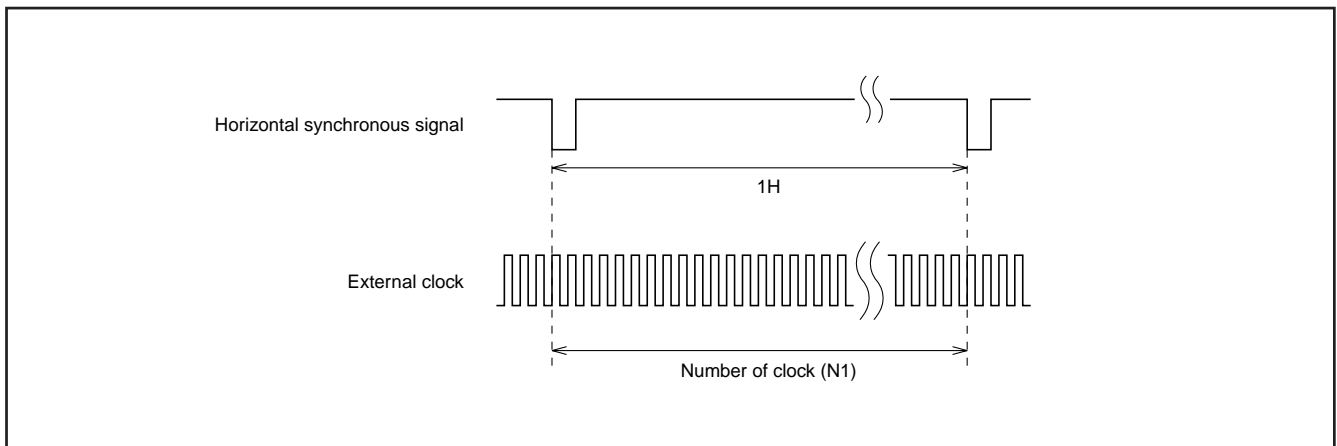 Horizontal synchronous signal
1H
External clock
Number of clock (N1)